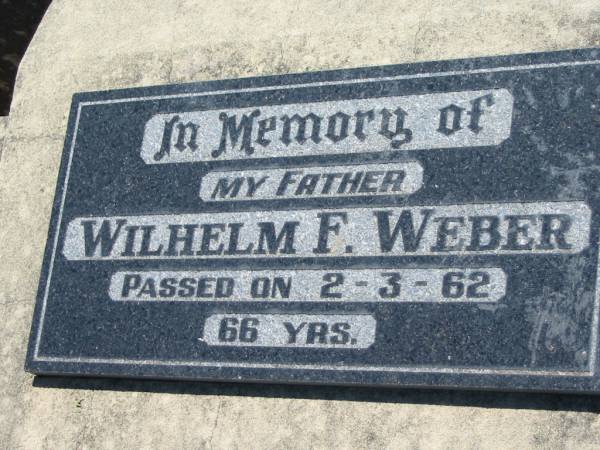 In Memory of
MY FATHER
WILHELM F. WEBER
PASSED ON 2-3-62
66 YRS.